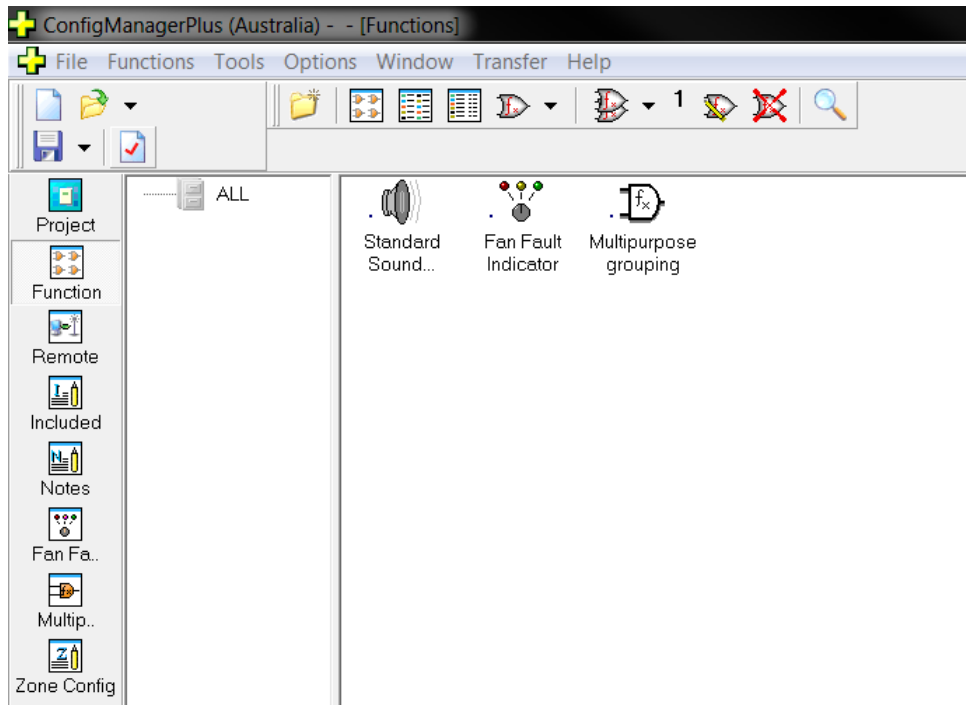 ConfigManagerPlus (Australia) - - [Functions]
File Functions Tools Options Window Transfer Help
1
Project
Function
Remote
Included
Notes
Fan Fa..
Multip..
Zone Config
ALL
Standard
Sound...
Fan Fault
Indicator
Multipurpose
grouping